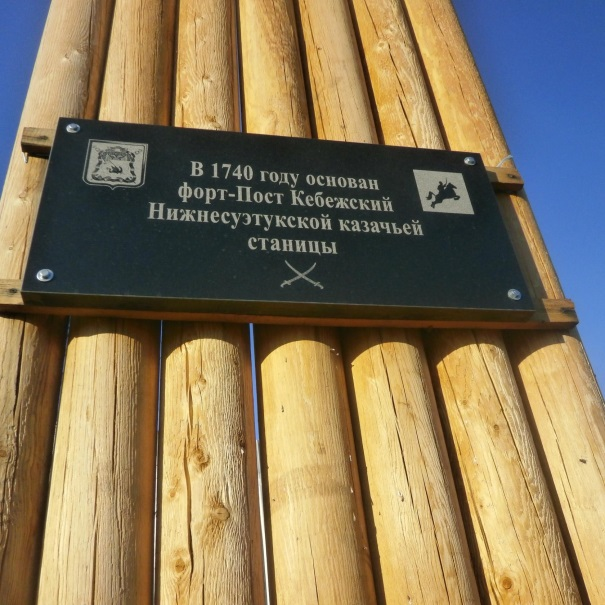 В 1740 году основан
форт-Пост Кебежский
Нижнесуэтукской казачьей
станицы